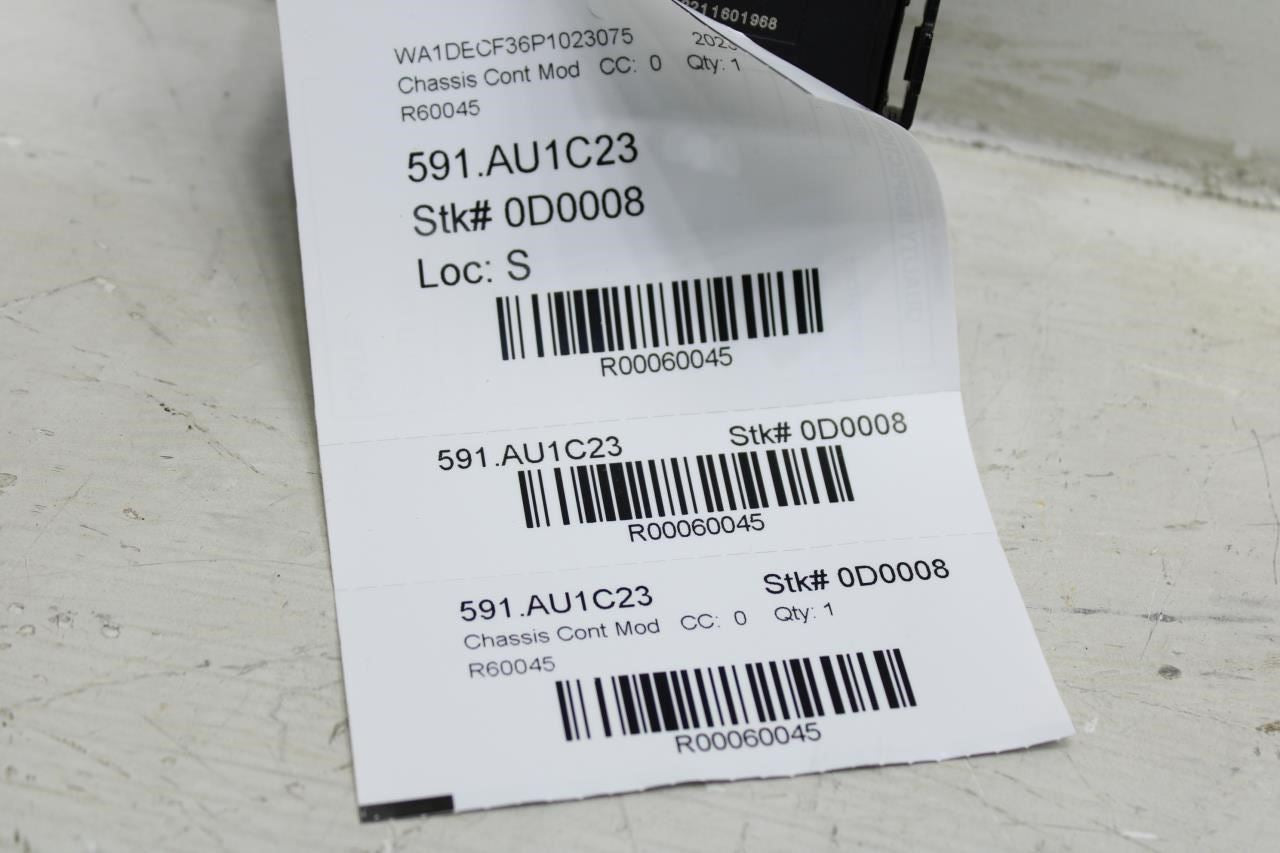 211601968
WA1DECF36P1023075 2023
Chassis Cont Mod CC: 0 Qty: 1
R60045
591.AU1C23
Stk# 0D0008
Loc: S
R00060045
591.AU1C23 Stk# 0D0008
R00060045
591.AU1C23 Stk# 0D0008
Chassis Cont Mod CC: 0 Qty: 1
R60045
R00060045